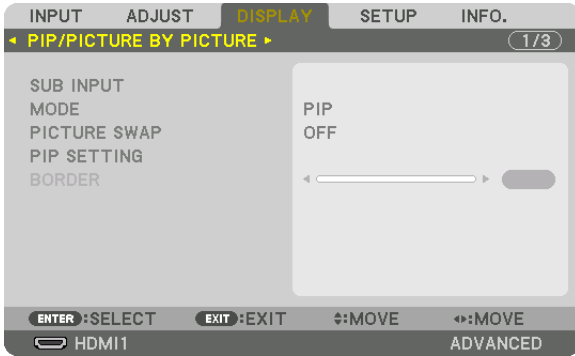 INPUT ADJUST DISPLAY SETUP INFO.
PIP/PICTURE BY PICTURE 1/3
SUB INPUT
MODE PIP
PICTURE SWAP OFF
PIP SETTING
BORDER
ENTER :SELECT EXIT :EXIT :MOVE :MOVE
HDMI1 ADVANCED